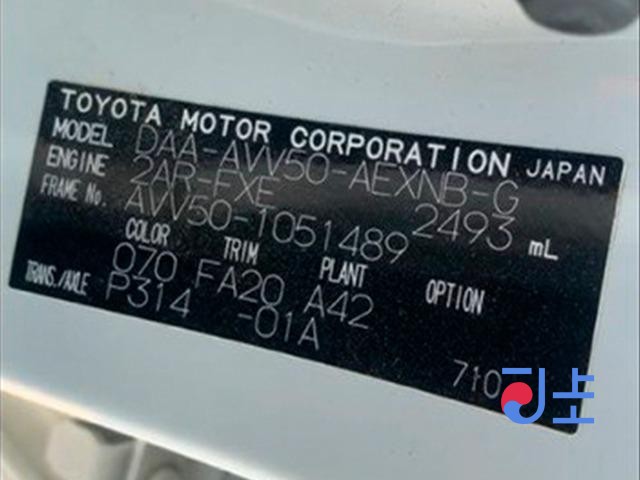 TOYOTA MOTOR CORPORATION JAPAN
MODEL DAA-AVV50-AEXNB-G
ENGINE 2AR-FXE 2493 mL
FRAME No. AVV50-1051489
COLOR TRIM PLANT OPTION
070 FA20 A42
TRANS./AXLE P314 -01A
710